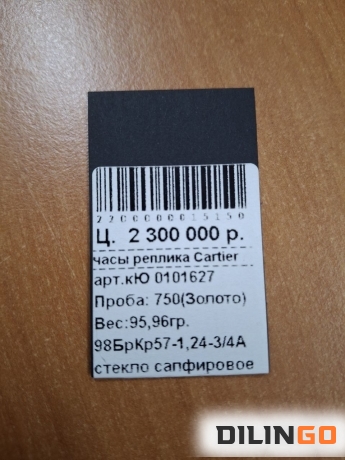 2200000015150
Ц. 2 300 000 р.
часы реплика Cartier
арт.кЮ 0101627
Проба: 750(Золото)
Вес:95,96гр.
98БрКр57-1,24-3/4А
стекло сапфировое
DILINGO